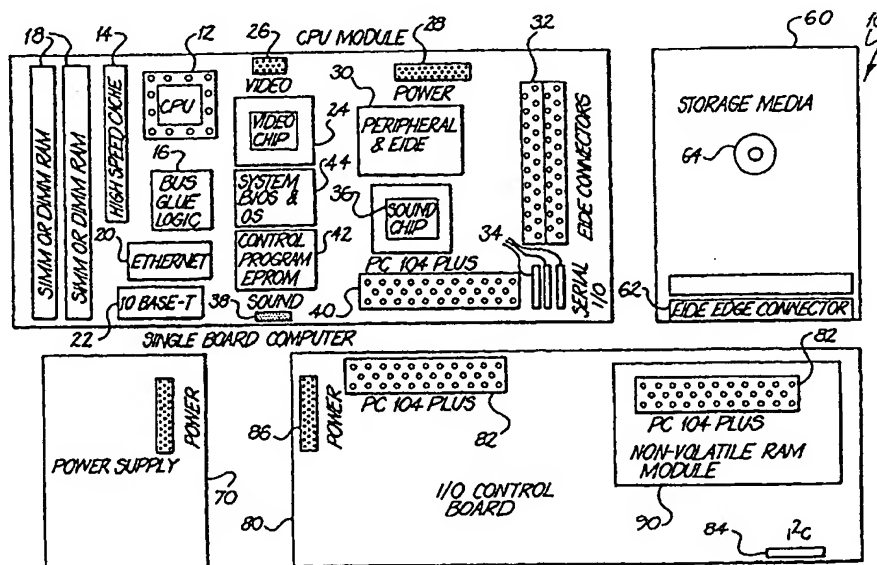 18 14 12 26 CPU MODULE 28 32 60 10
SIMM OR DIMM RAM
SIMM OR DIMM RAM
HIGH SPEED CACHE
CPU
VIDEO
VIDEO
CHIP
24
POWER
30
PERIPHERAL
& EIDE
EIDE CONNECTORS
STORAGE MEDIA
64
16
BUS
GLUE
LOGIC
SYSTEM
BIOS &
OS
44
36
SOUND
CHIP
20
ETHERNET
CONTROL
PROGRAM
EPROM
42
PC 104 PLUS
34
SERIAL
I/O
10 BASE-T
22
38
SOUND
40
62
EIDE EDGE CONNECTOR
SINGLE BOARD COMPUTER
82
POWER
POWER SUPPLY
70
86
POWER
PC 104 PLUS
82
PC 104 PLUS
NON-VOLATILE RAM
MODULE
I/O CONTROL
BOARD
80
90
84
I²C